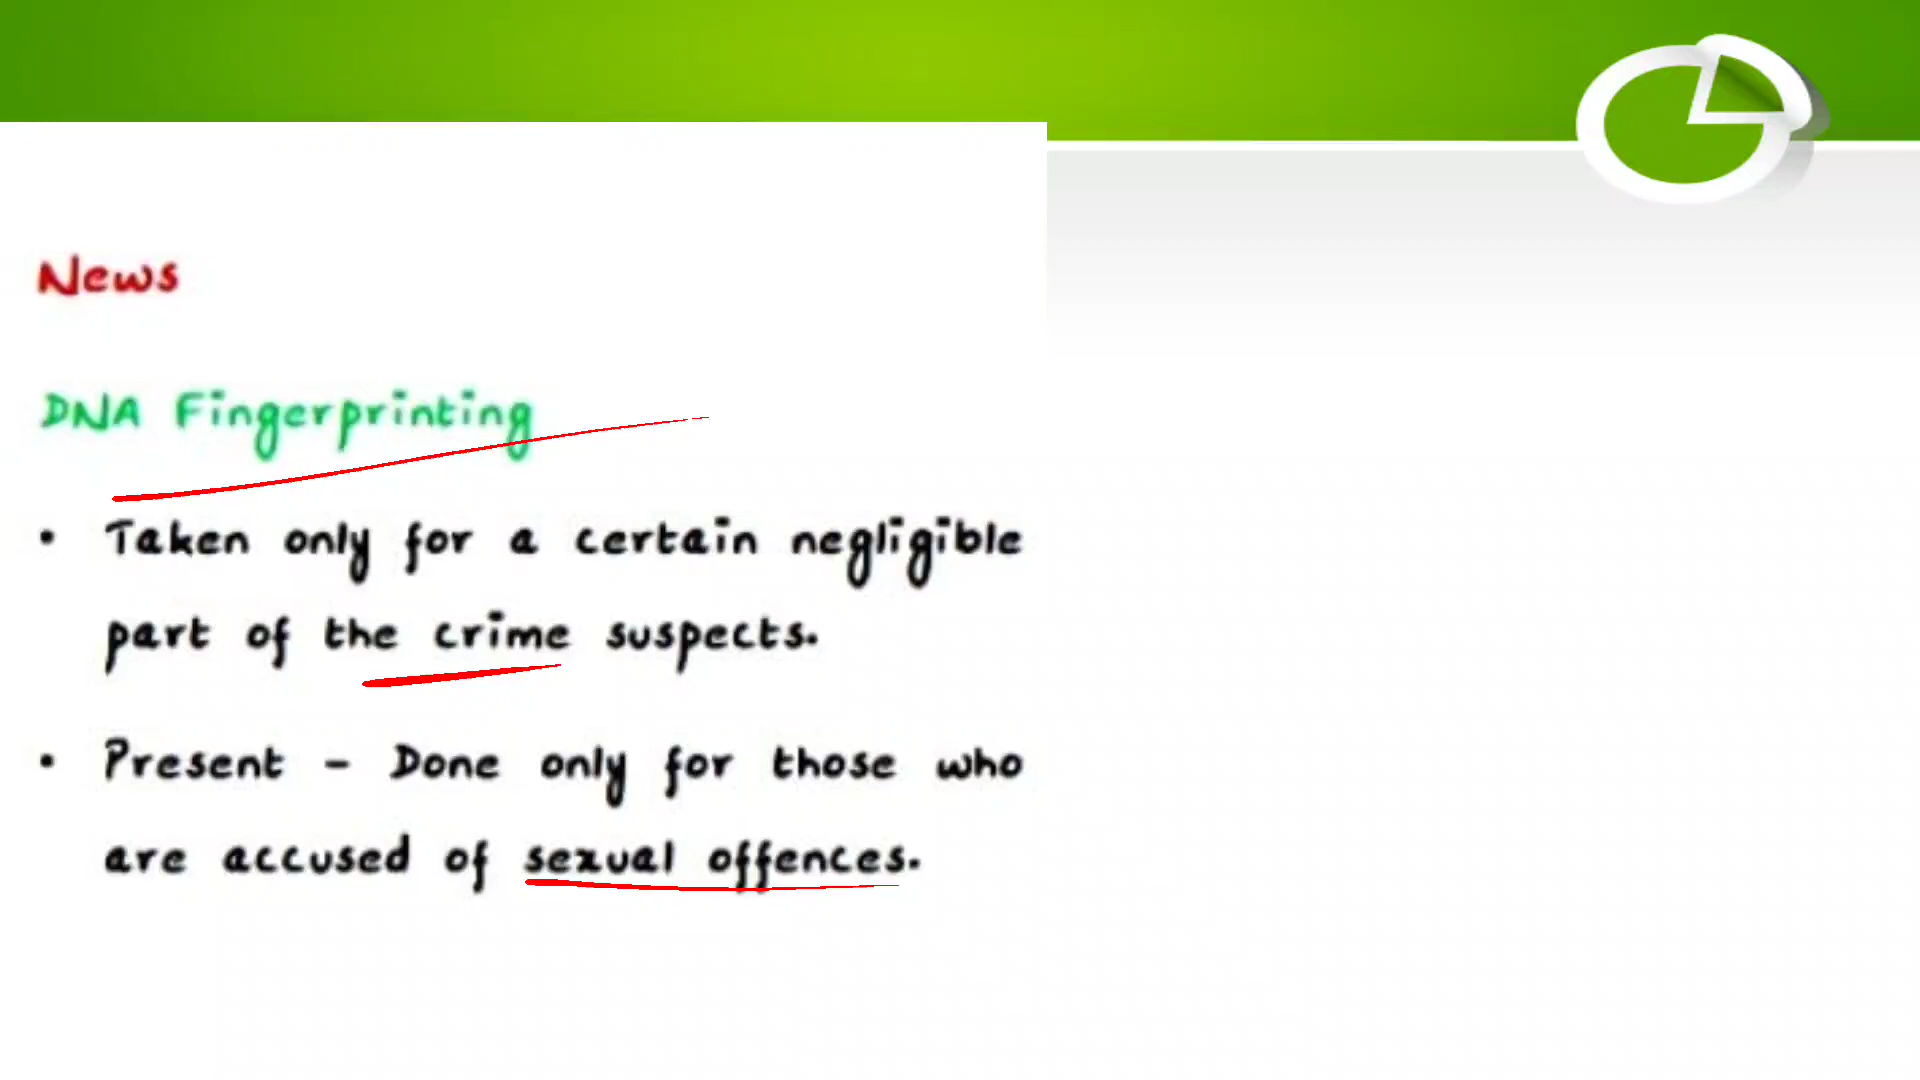 News
DNA Fingerprinting
• Taken only for a certain negligible
part of the crime suspects.
• Present - Done only for those who
are accused of sexual offences.